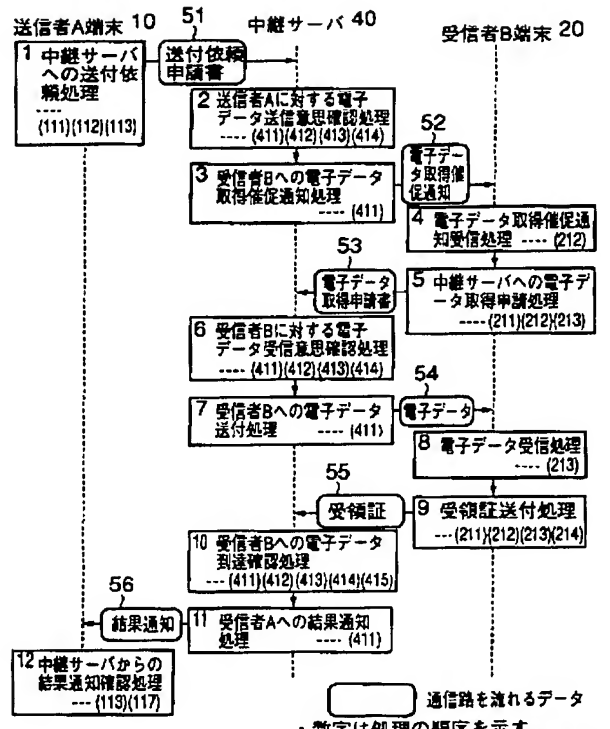 送信者A端末 10
51
中継サーバ 40
受信者B端末 20
1 中継サーバ
への送付依
頼処理
----
(111)(112)(113)
送付依頼
申請書
2 送信者Aに対する電子
データ送信意思確認処理
---- (411)(412)(413)(414)
52
電子デー
タ取得催
促通知
3 受信者Bへの電子データ
取得催促通知処理
---- (411)
4 電子データ取得催促通
知受信処理 ---- (212)
53
電子データ
取得申請書
5 中継サーバへの電子デ
ータ取得申請処理
----(211)(212)(213)
6 受信者Bに対する電子
データ受信意思確認処理
---- (411)(412)(413)(414)
54
7 受信者Bへの電子データ
送付処理 ---- (411)
電子データ
8 電子データ受信処理
---- (213)
55
受領証
9 受領証送付処理
---(211)(212)(213)(214)
10 受信者Bへの電子データ
到達確認処理
--- (411)(412)(413)(414)(415)
56
結果通知
11 受信者Aへの結果通知
処理 ---- (411)
12 中継サーバからの
結果通知確認処理
--- (113)(117)
通信路を流れるデータ
・数字は処理の順序を示す